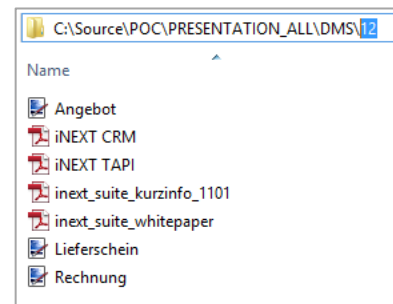 C:\Source\POC\PRESENTATION_ALL\DMS\12
Name
Angebot
iNEXT CRM
iNEXT TAPI
inext_suite_kurzinfo_1101
inext_suite_whitepaper
Lieferschein
Rechnung